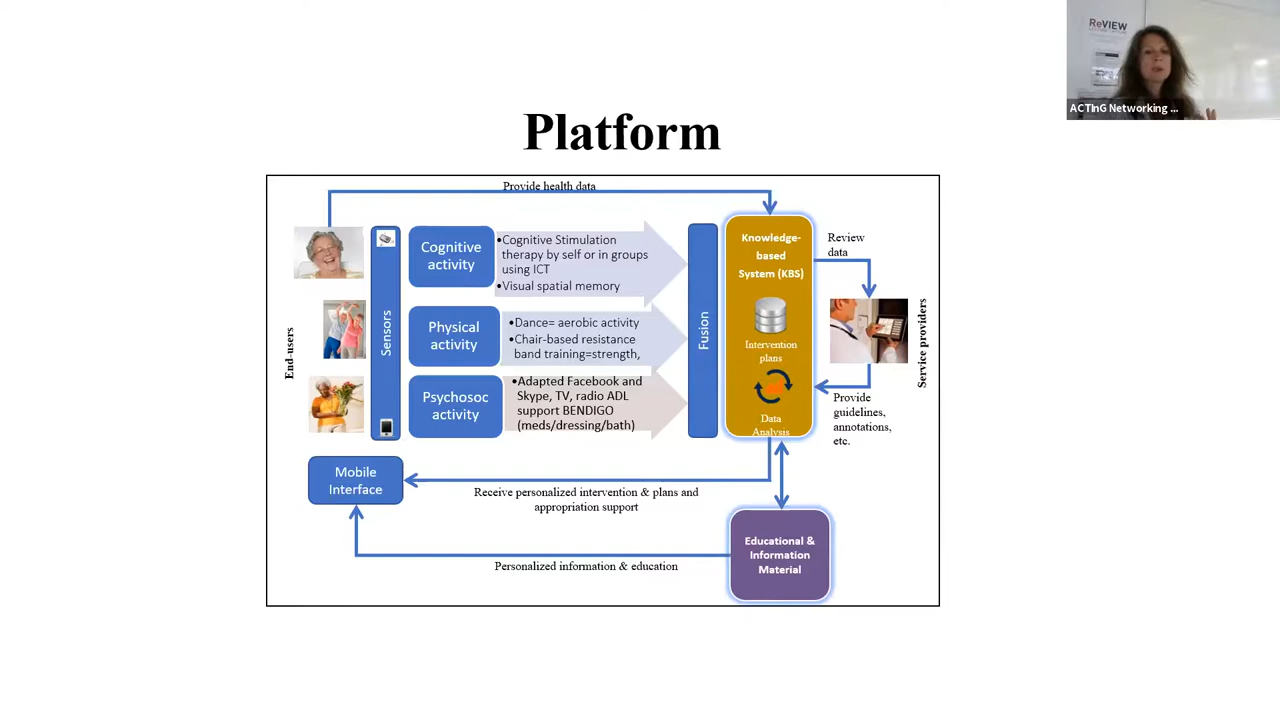 ReVIEW
ACTInG Networking ...
Platform
Provide health data
End-users
Sensors
Cognitive
activity
•Cognitive Stimulation
therapy by self or in groups
using ICT
•Visual spatial memory
Physical
activity
•Dance= aerobic activity
•Chair-based resistance
band training=strength,
Psychosoc
activity
•Adapted Facebook and
Skype, TV, radio ADL
support BENDIGO
(meds/dressing/bath)
Fusion
Knowledge-
based
System (KBS)
Intervention
plans
Data
Analysis
Review
data
Service providers
Provide
guidelines,
annotations,
etc.
Mobile
Interface
Receive personalized intervention & plans and
appropriation support
Educational &
Information
Material
Personalized information & education